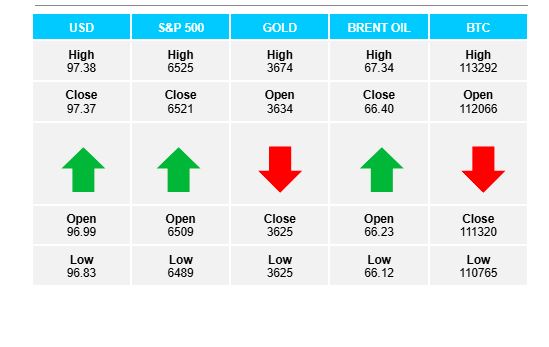 USD S&P 500 GOLD BRENT OIL BTC
High High High High High
97.38 6525 3674 67.34 113292
Close Close Open Close Open
97.37 6521 3634 66.40 112066
Open Open Close Open Close
96.99 6509 3625 66.23 111320
Low Low Low Low Low
96.83 6489 3625 66.12 110765